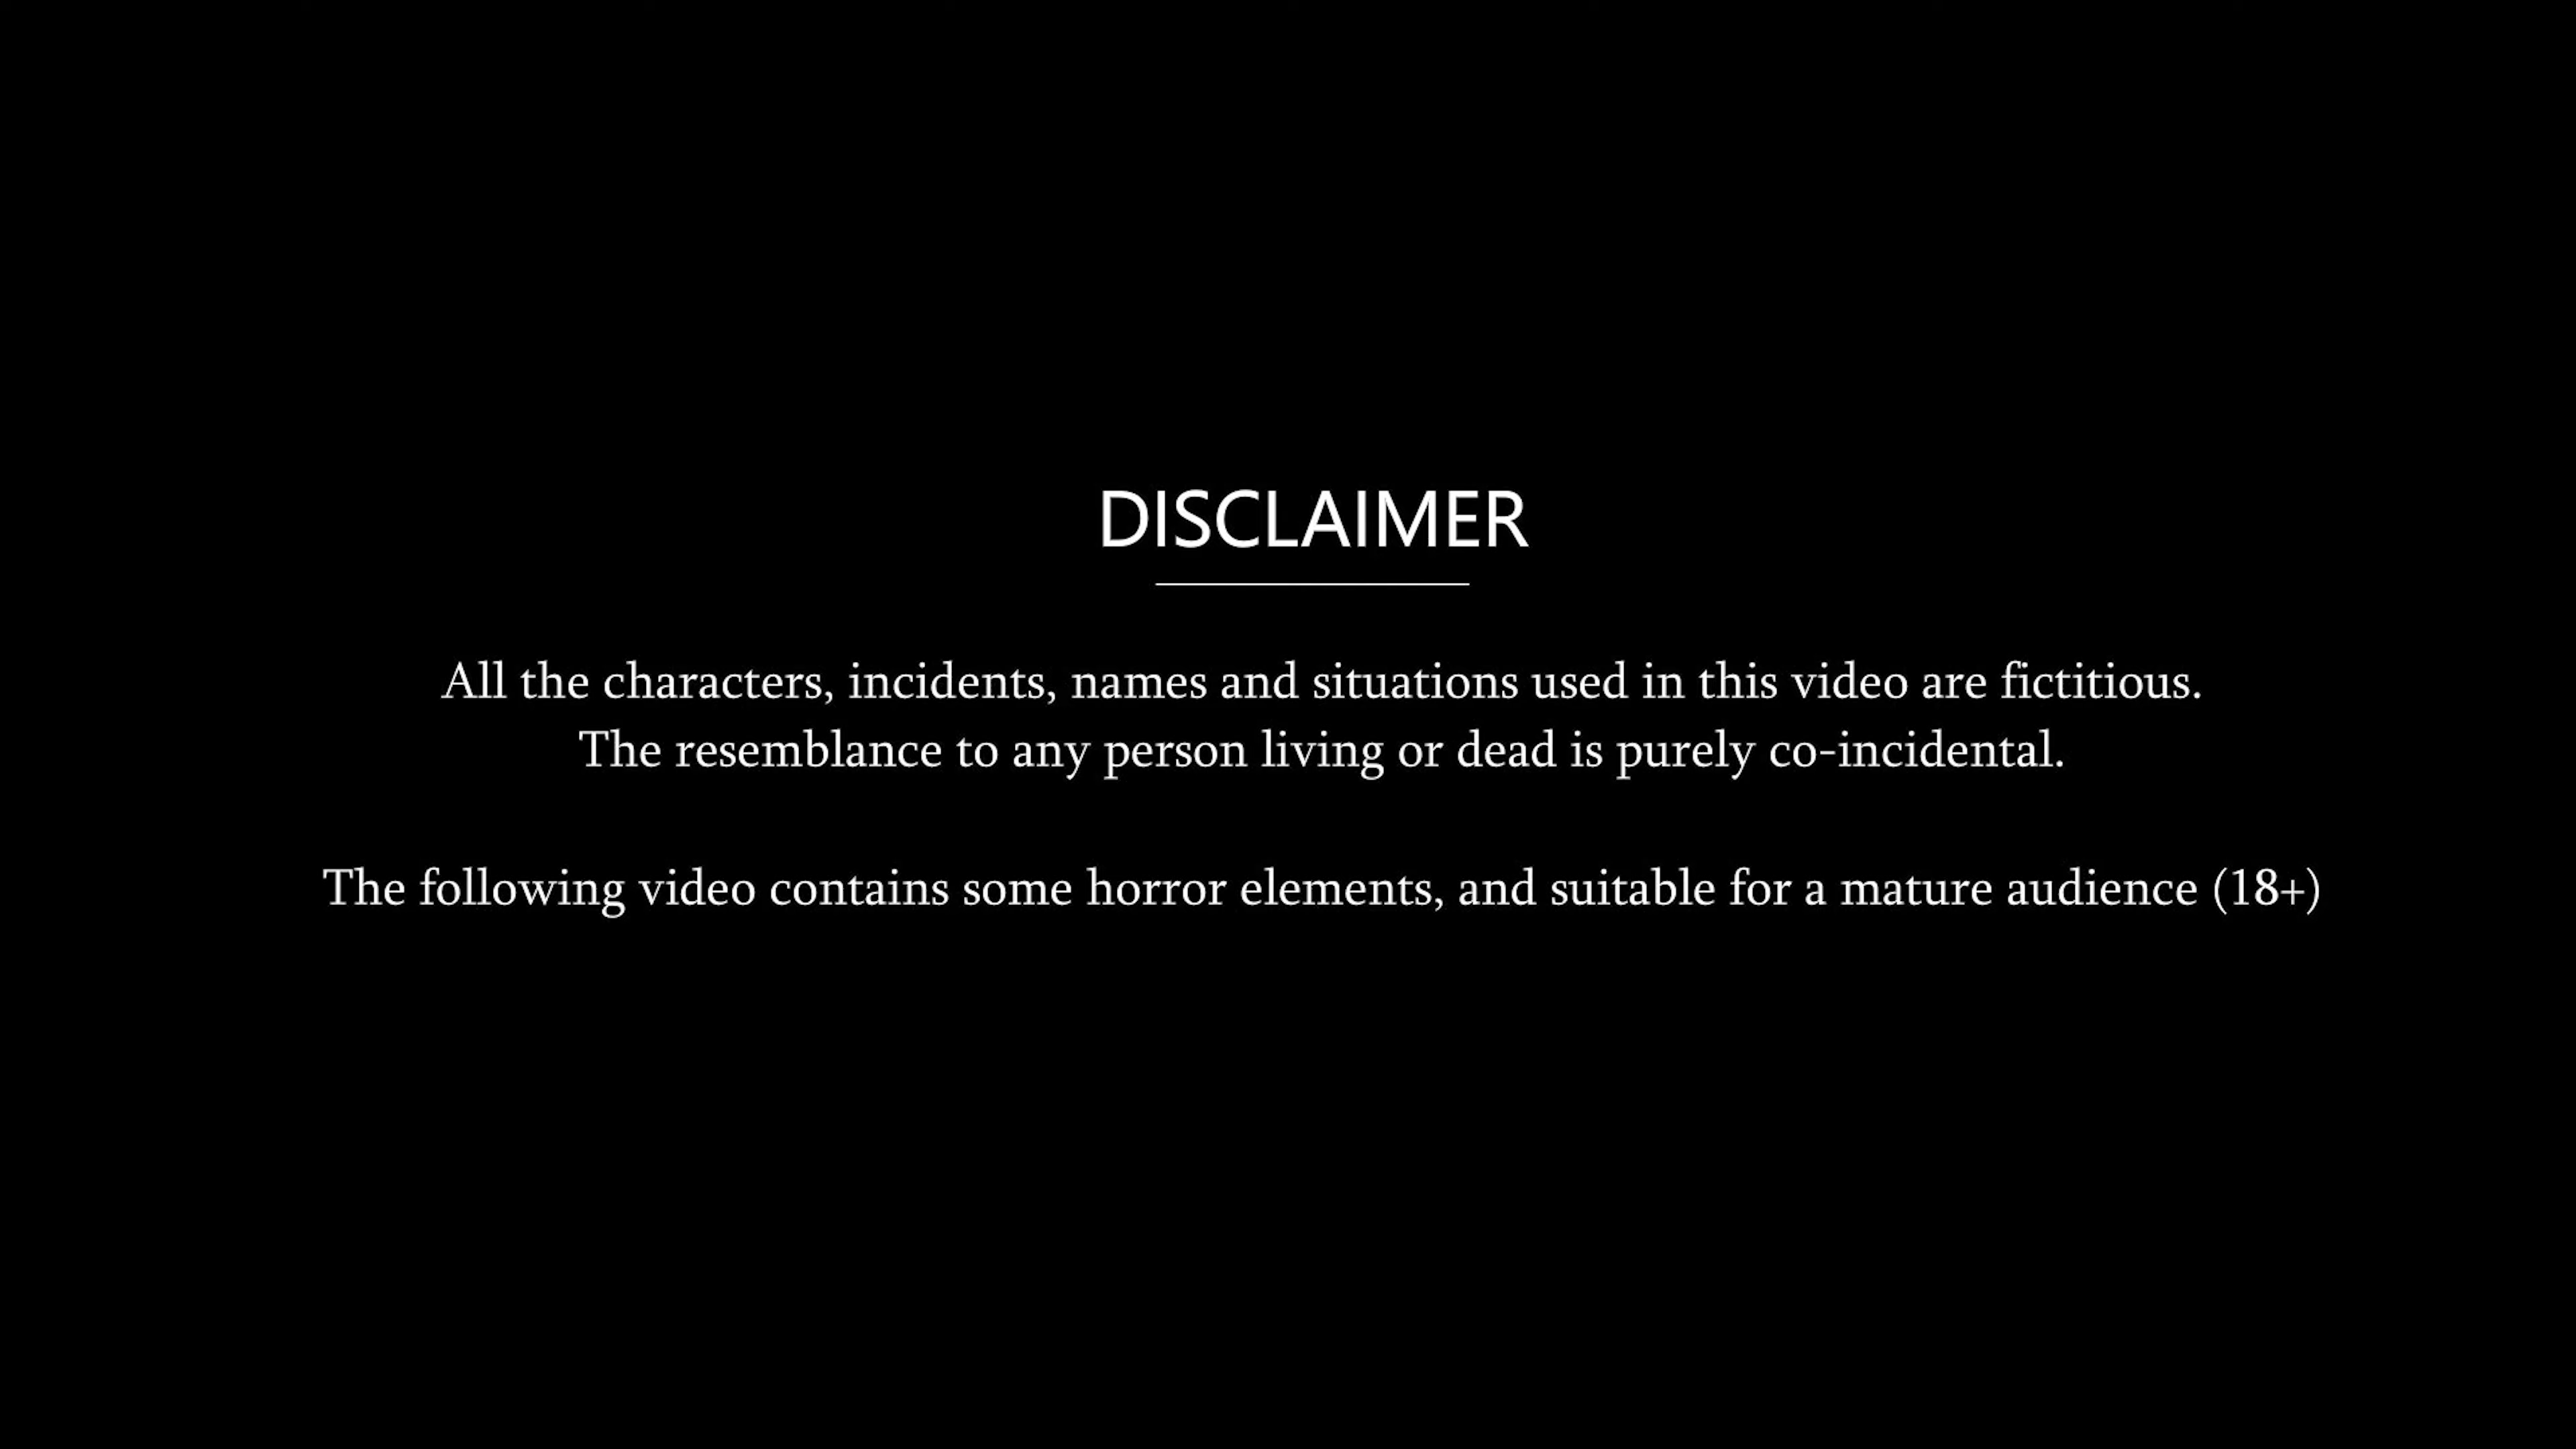 DISCLAIMER
All the characters, incidents, names and situations used in this video are fictitious.
The resemblance to any person living or dead is purely co-incidental.
The following video contains some horror elements, and suitable for a mature audience (18+)